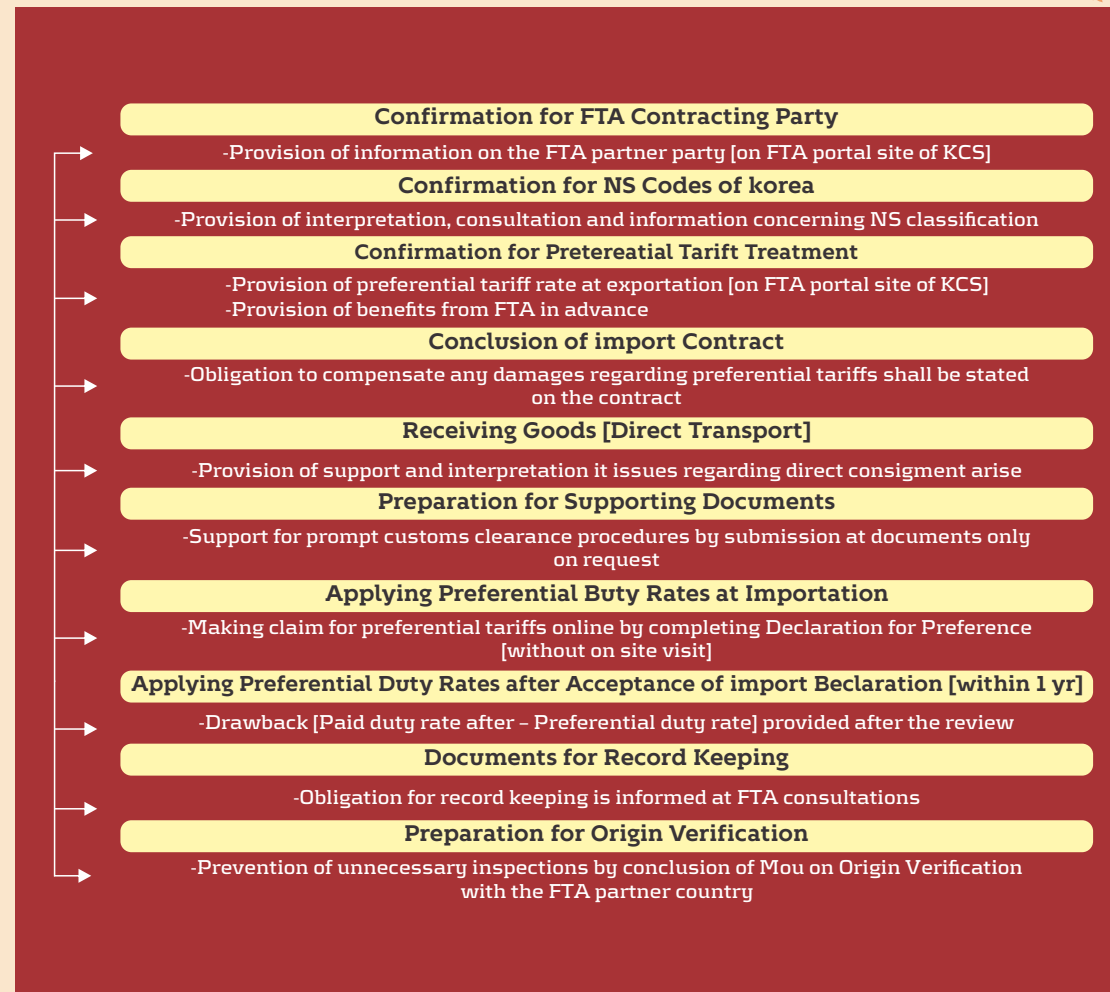 Confirmation for FTA Contracting Party
-Provision of information on the FTA partner party [on FTA portal site of KCS]
Confirmation for NS Codes of korea
-Provision of interpretation, consultation and information concerning NS classification
Confirmation for Pretereatial Tarift Treatment
-Provision of preferential tariff rate at exportation [on FTA portal site of KCS]
-Provision of benefits from FTA in advance
Conclusion of import Contract
-Obligation to compensate any damages regarding preferential tariffs shall be stated
on the contract
Receiving Goods [Direct Transport]
-Provision of support and interpretation it issues regarding direct consigment arise
Preparation for Supporting Documents
-Support for prompt customs clearance procedures by submission at documents only
on request
Applying Preferential Buty Rates at Importation
-Making claim for preferential tariffs online by completing Declaration for Preference
[without on site visit]
Applying Preferential Duty Rates after Acceptance of import Beclaration [within 1 yr]
-Drawback [Paid duty rate after – Preferential duty rate] provided after the review
Documents for Record Keeping
-Obligation for record keeping is informed at FTA consultations
Preparation for Origin Verification
-Prevention of unnecessary inspections by conclusion of Mou on Origin Verification
with the FTA partner country